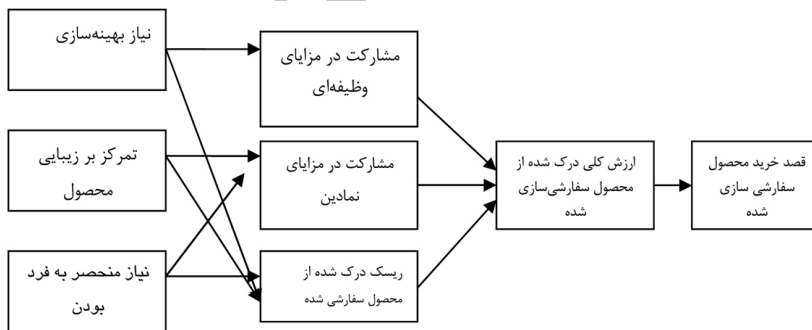 نیاز بهینه‌سازی
تمرکز بر زیبایی
محصول
نیاز منحصر به فرد
بودن
مشارکت در مزایای
وظیفه‌ای
مشارکت در مزایای
نمادین
ریسک درک شده از
محصول سفارشی شده
ارزش کلی درک شده از
محصول سفارشی‌سازی
شده
قصد خرید محصول
سفارشی سازی
شده